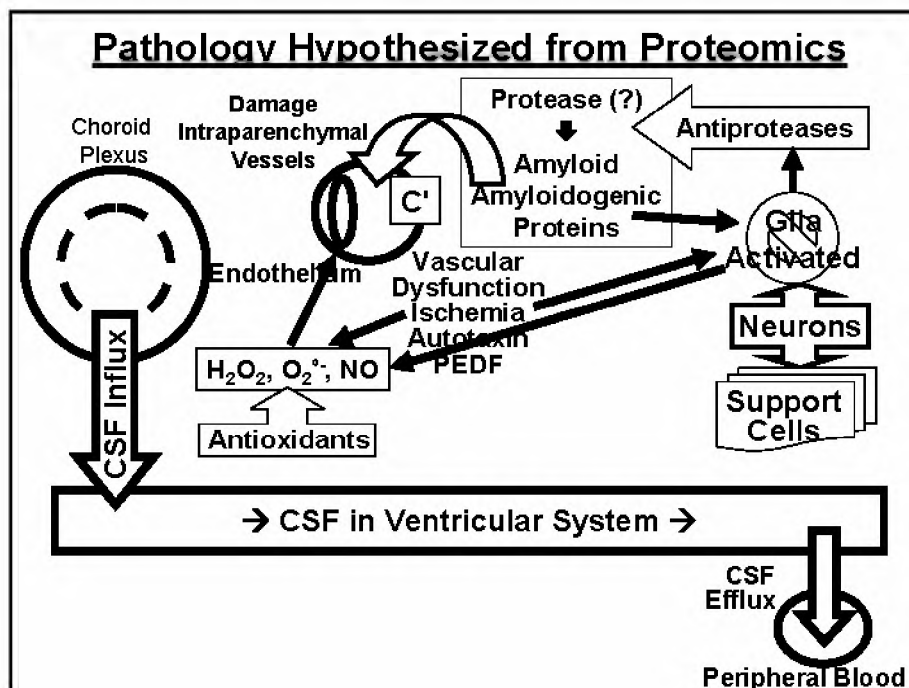 Pathology Hypothesized from Proteomics
Choroid
Plexus
Damage
Intraparenchymal
Vessels
Protease (?)
Amyloid
Amyloidogenic
Proteins
Antiproteases
C'
Endothelium
Glia
Activated
Vascular
Dysfunction
Ischemia
Autotaxin
PEDF
Neurons
H₂O₂, O₂°⁻, NO
Support
Cells
Antioxidants
CSF Influx
→ CSF in Ventricular System →
CSF
Efflux
Peripheral Blood